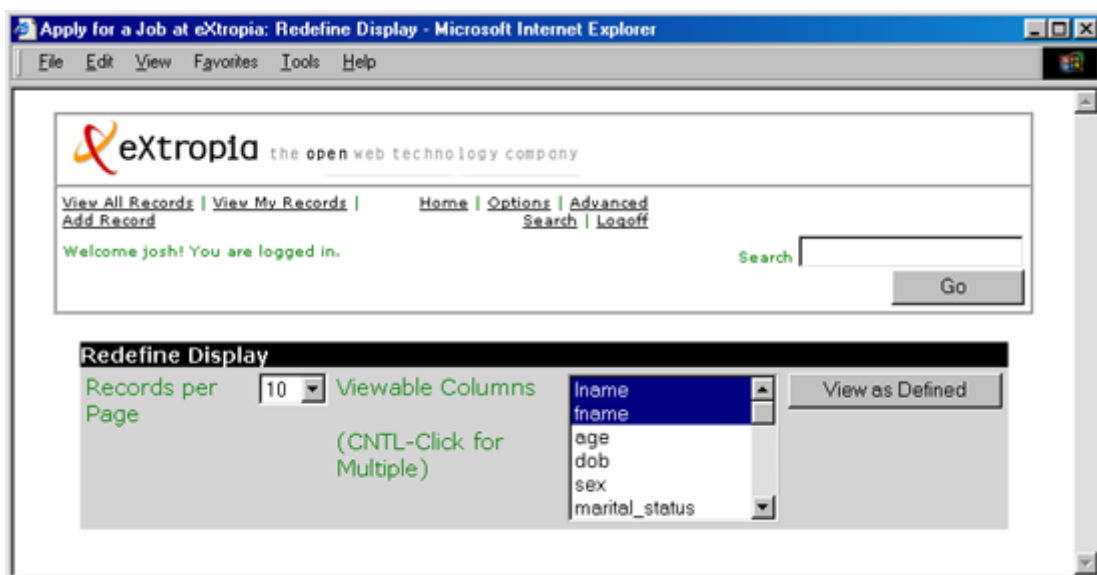 Apply for a Job at eXtropia: Redefine Display - Microsoft Internet Explorer
File Edit View Favorites Tools Help
eXtropia the open web technology company
View All Records | View My Records |
Add Record
Home | Options | Advanced
Search | Logoff
Welcome josh! You are logged in.
Search
Go
Redefine Display
Records per
Page
10
Viewable Columns
(CNTL-Click for
Multiple)
lname
fname
age
dob
sex
marital_status
View as Defined